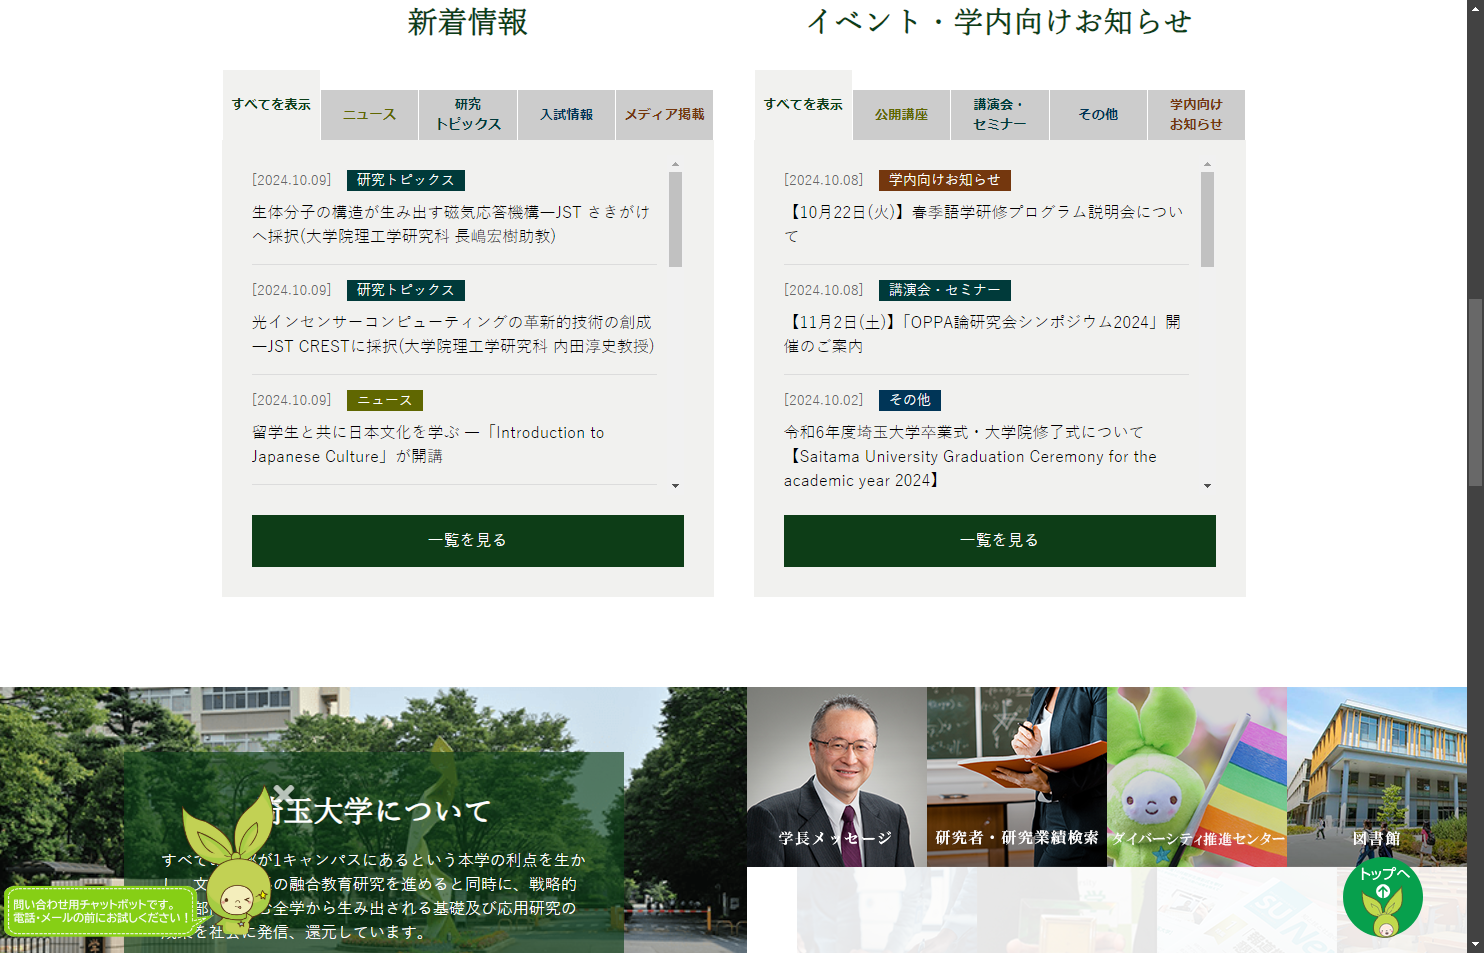 新着情報
すべてを表示
ニュース
研究
トピックス
入試情報
メディア掲載
[2024.10.09] 研究トピックス
生体分子の構造が生み出す磁気応答機構—JST さきがけ
へ採択(大学院理工学研究科 長嶋宏樹助教)
[2024.10.09] 研究トピックス
光インセンサーコンピューティングの革新的技術の創成
—JST CRESTに採択(大学院理工学研究科 内田淳史教授)
[2024.10.09] ニュース
留学生と共に日本文化を学ぶ —「Introduction to
Japanese Culture」が開講
一覧を見る
イベント・学内向けお知らせ
すべてを表示
公開講座
講演会・
セミナー
その他
学内向け
お知らせ
[2024.10.08] 学内向けお知らせ
【10月22日(火)】春季語学研修プログラム説明会につい
て
[2024.10.08] 講演会・セミナー
【11月2日(土)】「OPPA論研究会シンポジウム2024」開
催のご案内
[2024.10.02] その他
令和6年度埼玉大学卒業式・大学院修了式について
【Saitama University Graduation Ceremony for the
academic year 2024】
一覧を見る
埼玉大学について
すべて が1キャンパスにあるという本学の利点を生か
文 の融合教育研究を進めると同時に、戦略的
部 全学から生み出される基礎及び応用研究の
を社会に発信、還元しています。
問い合わせ用チャットボットです。
電話・メールの前にお試しください！
学長メッセージ
研究者・研究業績検索
ダイバーシティ推進センター
図書館
トップへ